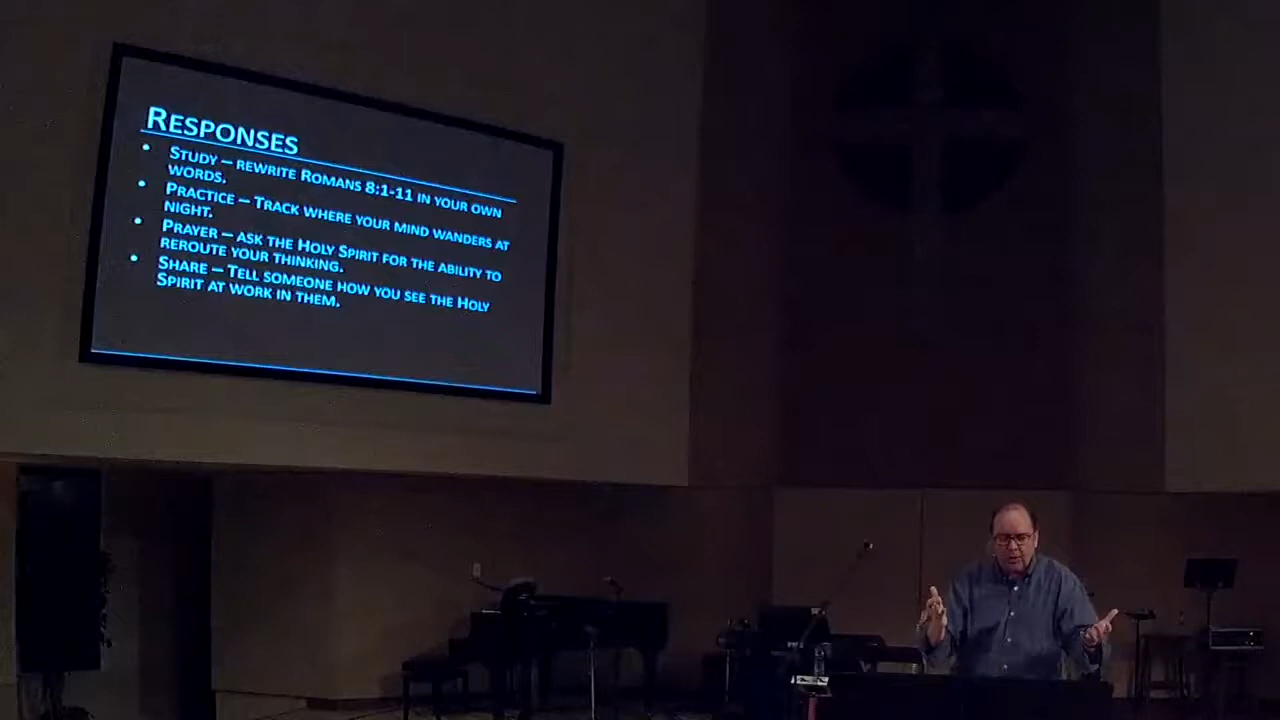 RESPONSES
• STUDY – REWRITE ROMANS 8:1-11 IN YOUR OWN
WORDS.
• PRACTICE – TRACK WHERE YOUR MIND WANDERS AT
NIGHT.
• PRAYER – ASK THE HOLY SPIRIT FOR THE ABILITY TO
REROUTE YOUR THINKING.
• SHARE – TELL SOMEONE HOW YOU SEE THE HOLY
SPIRIT AT WORK IN THEM.